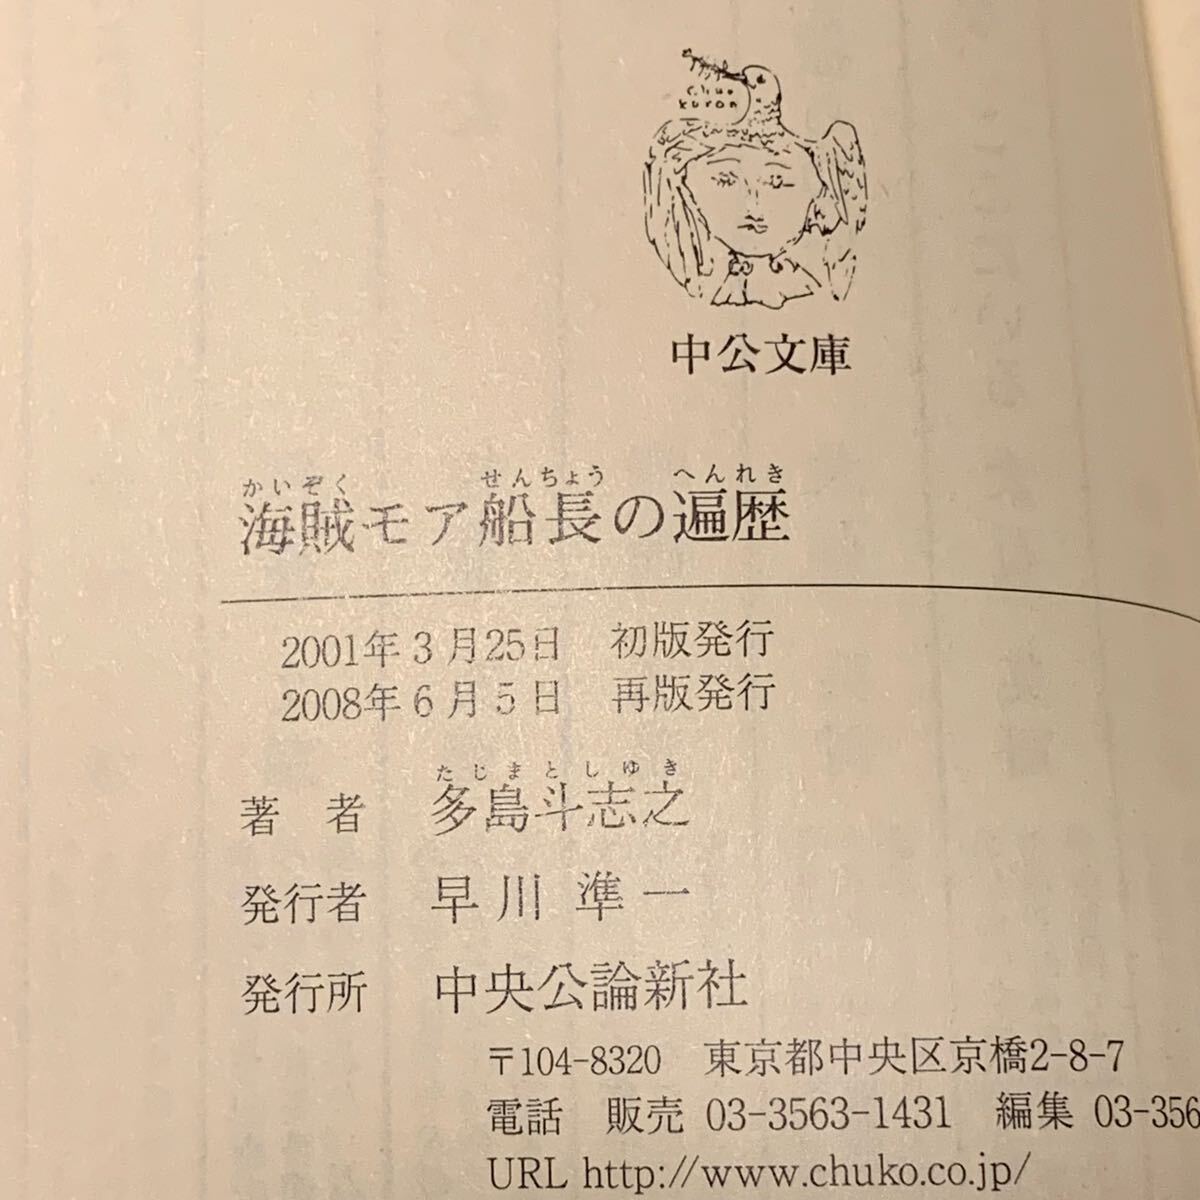 chuo
kuron
中公文庫
かいぞく せんちょう へんれき
海賊モア船長の遍歴
2001年3月25日 初版発行
2008年6月5日 再版発行
たじまとしゆき
著者 多島斗志之
発行者 早川準一
発行所 中央公論新社
〒104-8320 東京都中央区京橋2-8-7
電話 販売 03-3563-1431 編集 03-356
URL http://www.chuko.co.jp/